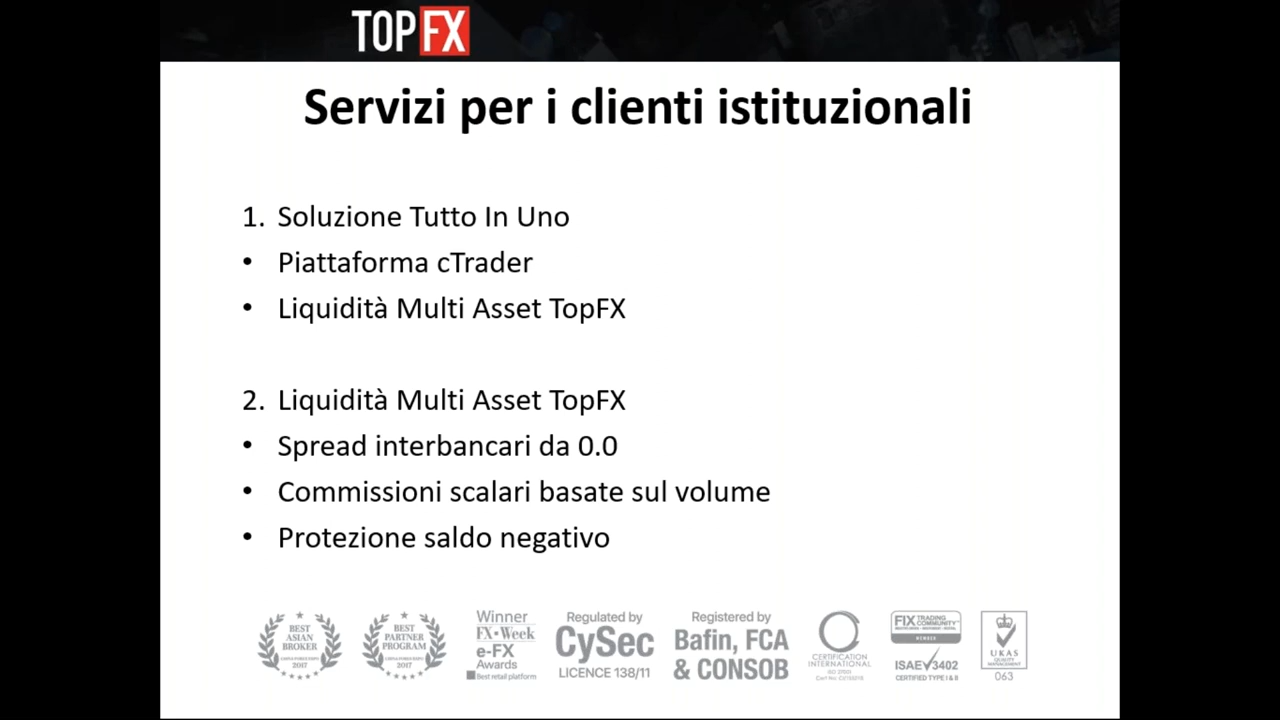 TOPFX
Servizi per i clienti istituzionali
1. Soluzione Tutto In Uno
• Piattaforma cTrader
• Liquidità Multi Asset TopFX
2. Liquidità Multi Asset TopFX
• Spread interbancari da 0.0
• Commissioni scalari basate sul volume
• Protezione saldo negativo
BEST
ASIAN
BROKER
2017
BEST
PARTNER
PROGRAM
2017
Winner
FX•Week
e-FX
Awards
Best retail platform
Regulated by
CySec
LICENCE 138/11
Registered by
Bafin, FCA
& CONSOB
CERTIFICATION
INTERNATIONAL
FIX TRADING
COMMUNITY
MEMBER
ISAE 3402
CERTIFIED TYPE I & II
UKAS
QUALITY
MANAGEMENT
063